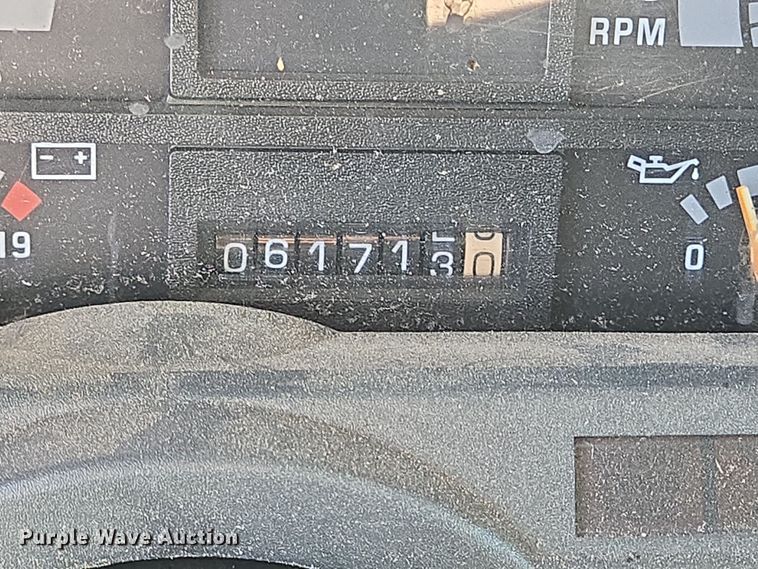 RPM
- +
19
0
0617130
Purple Wave Auction